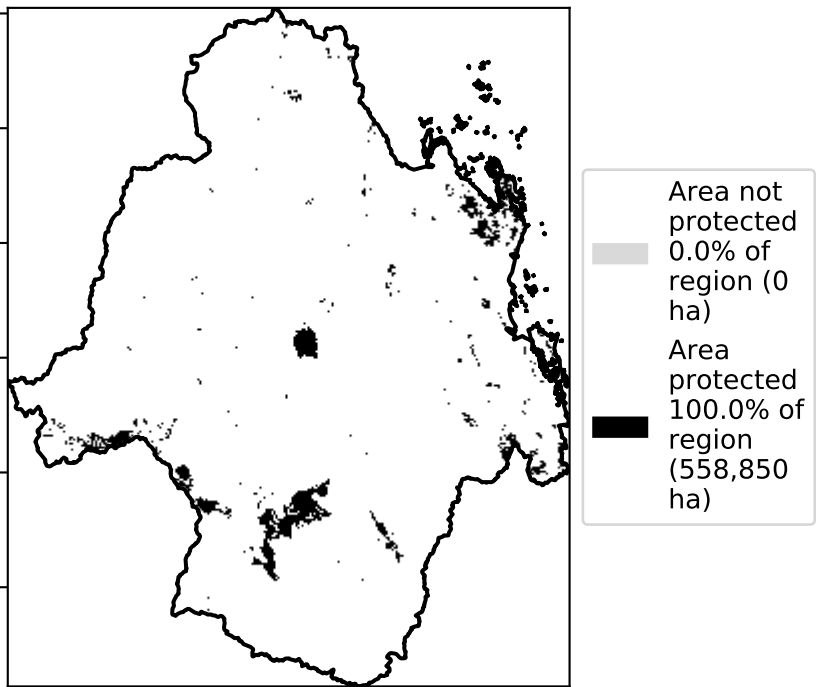 Area not
protected
0.0% of
region (0
ha)
Area
protected
100.0% of
region
(558,850
ha)